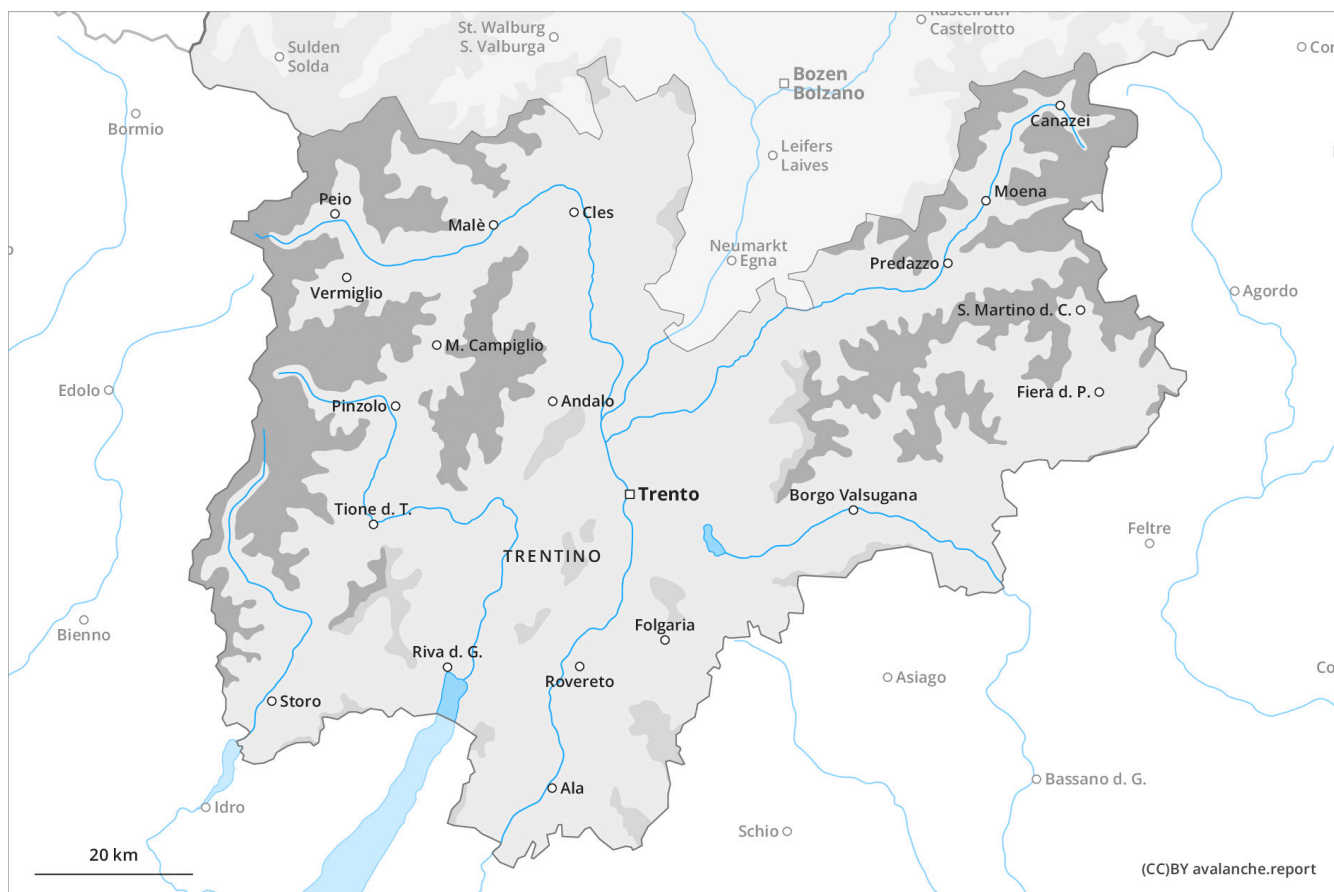 Kastelruth
Castelrotto
St. Walburg
S. Valburga
Sulden
Solda
Bozen
Bolzano
Bormio
Canazei
Leifers
Laives
Moena
Peio
Malè
Cles
Neumarkt
Egna
Predazzo
Vermiglio
Agordo
S. Martino d. C.
M. Campiglio
Edolo
Pinzolo
Andalo
Fiera d. P.
Trento
Borgo Valsugana
Tione d. T.
Feltre
TRENTINO
Bienno
Folgaria
Riva d. G.
Rovereto
Asiago
Co
Storo
Bassano d. G.
Ala
Idro
Schio
20 km
(CC)BY avalanche.report